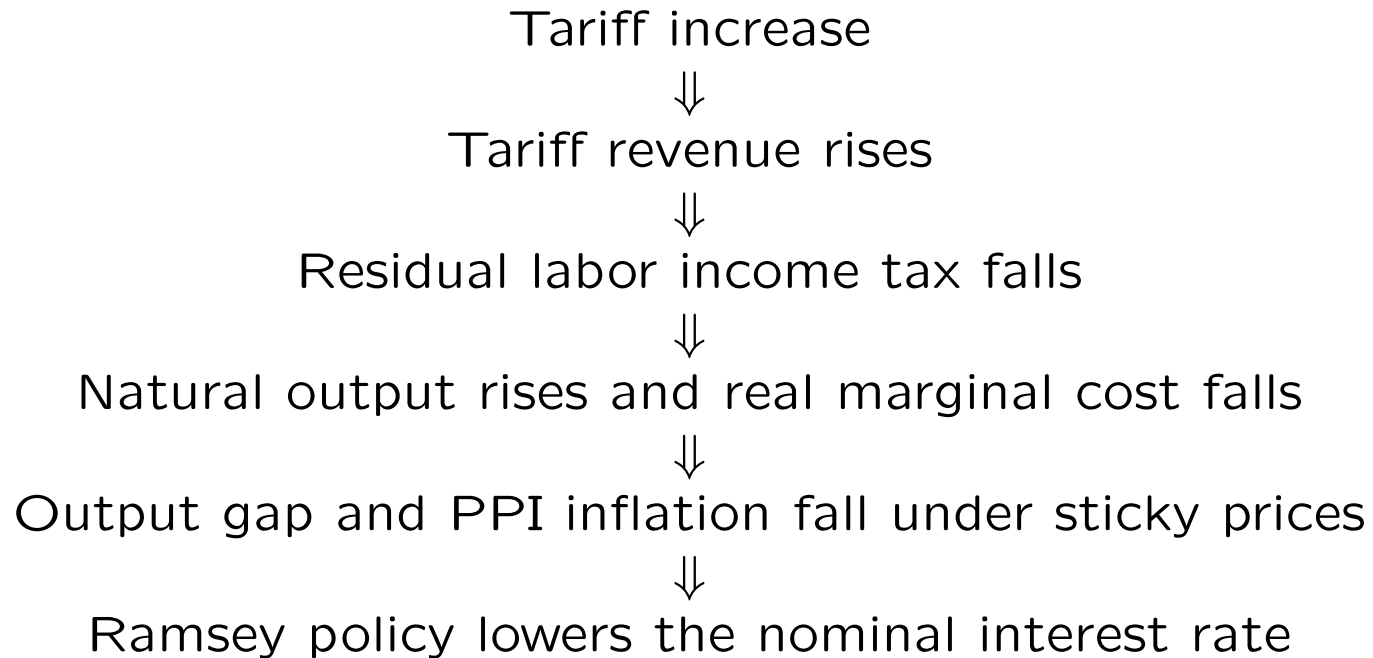 Tariff increase
⇓
Tariff revenue rises
⇓
Residual labor income tax falls
⇓
Natural output rises and real marginal cost falls
⇓
Output gap and PPI inflation fall under sticky prices
⇓
Ramsey policy lowers the nominal interest rate